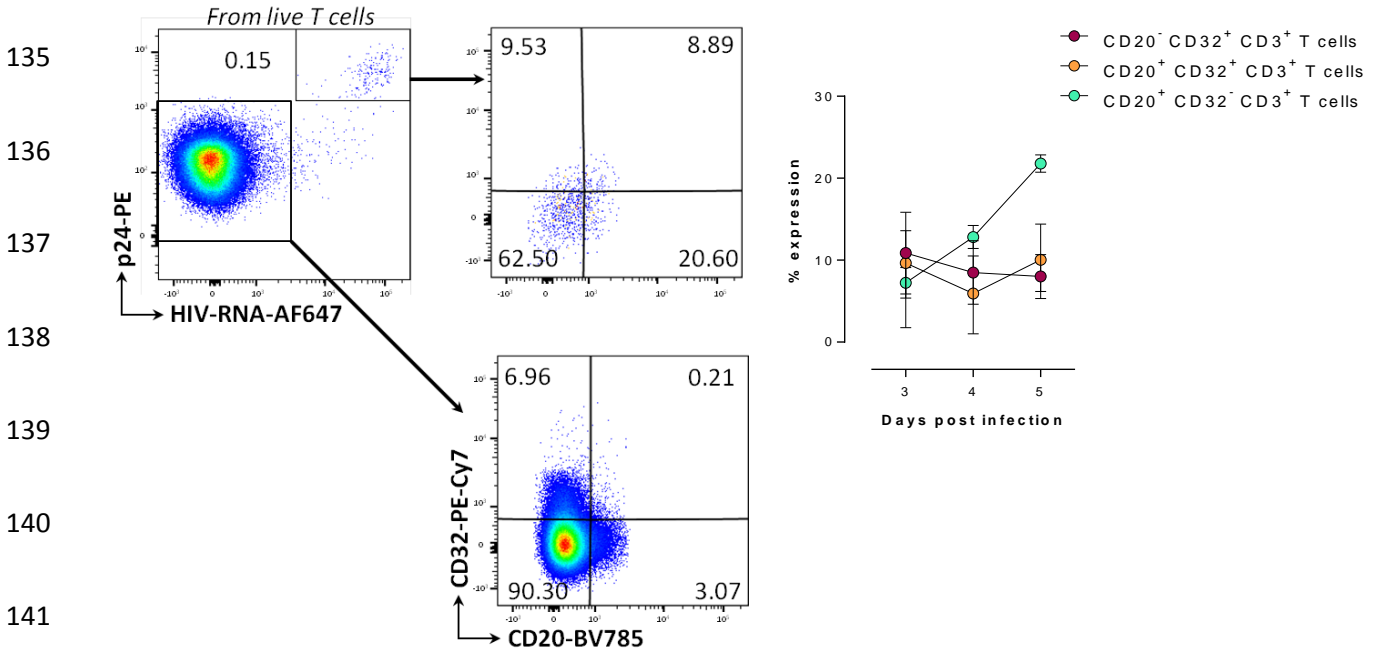 135
136
137
138
139
140
141
From live T cells
0.15
p24-PE
HIV-RNA-AF647
9.53 8.89
62.50 20.60
6.96 0.21
90.30 3.07
CD32-PE-Cy7
CD20-BV785
CD20⁻ CD32⁺ CD3⁺ T cells
CD20⁺ CD32⁺ CD3⁺ T cells
CD20⁺ CD32⁻ CD3⁺ T cells
% expression
30
20
10
0
3 4 5
Days post infection